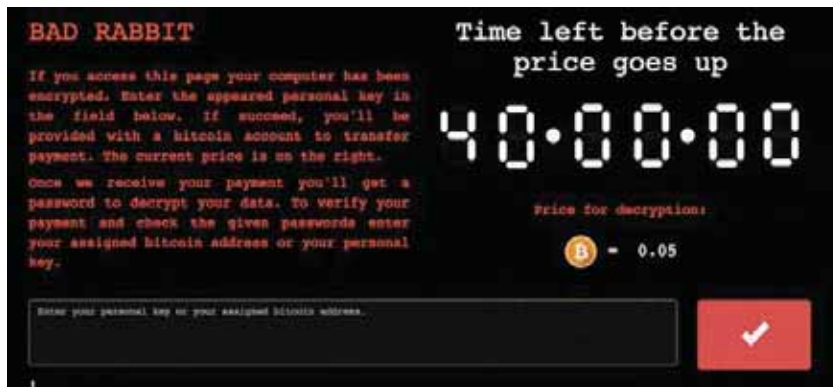 BAD RABBIT
If you access this page your computer has been
encrypted. Enter the appeared personal key in
the field below. If succeed, you'll be
provided with a bitcoin account to transfer
payment. The current price is on the right.
Once we receive your payment you'll get a
password to decrypt your data. To verify your
payment and check the given passwords enter
your assigned bitcoin address or your personal
key.
Time left before the
price goes up
40·00·00
Price for decryption:
B = 0.05
Enter your personal key or your assigned bitcoin address.